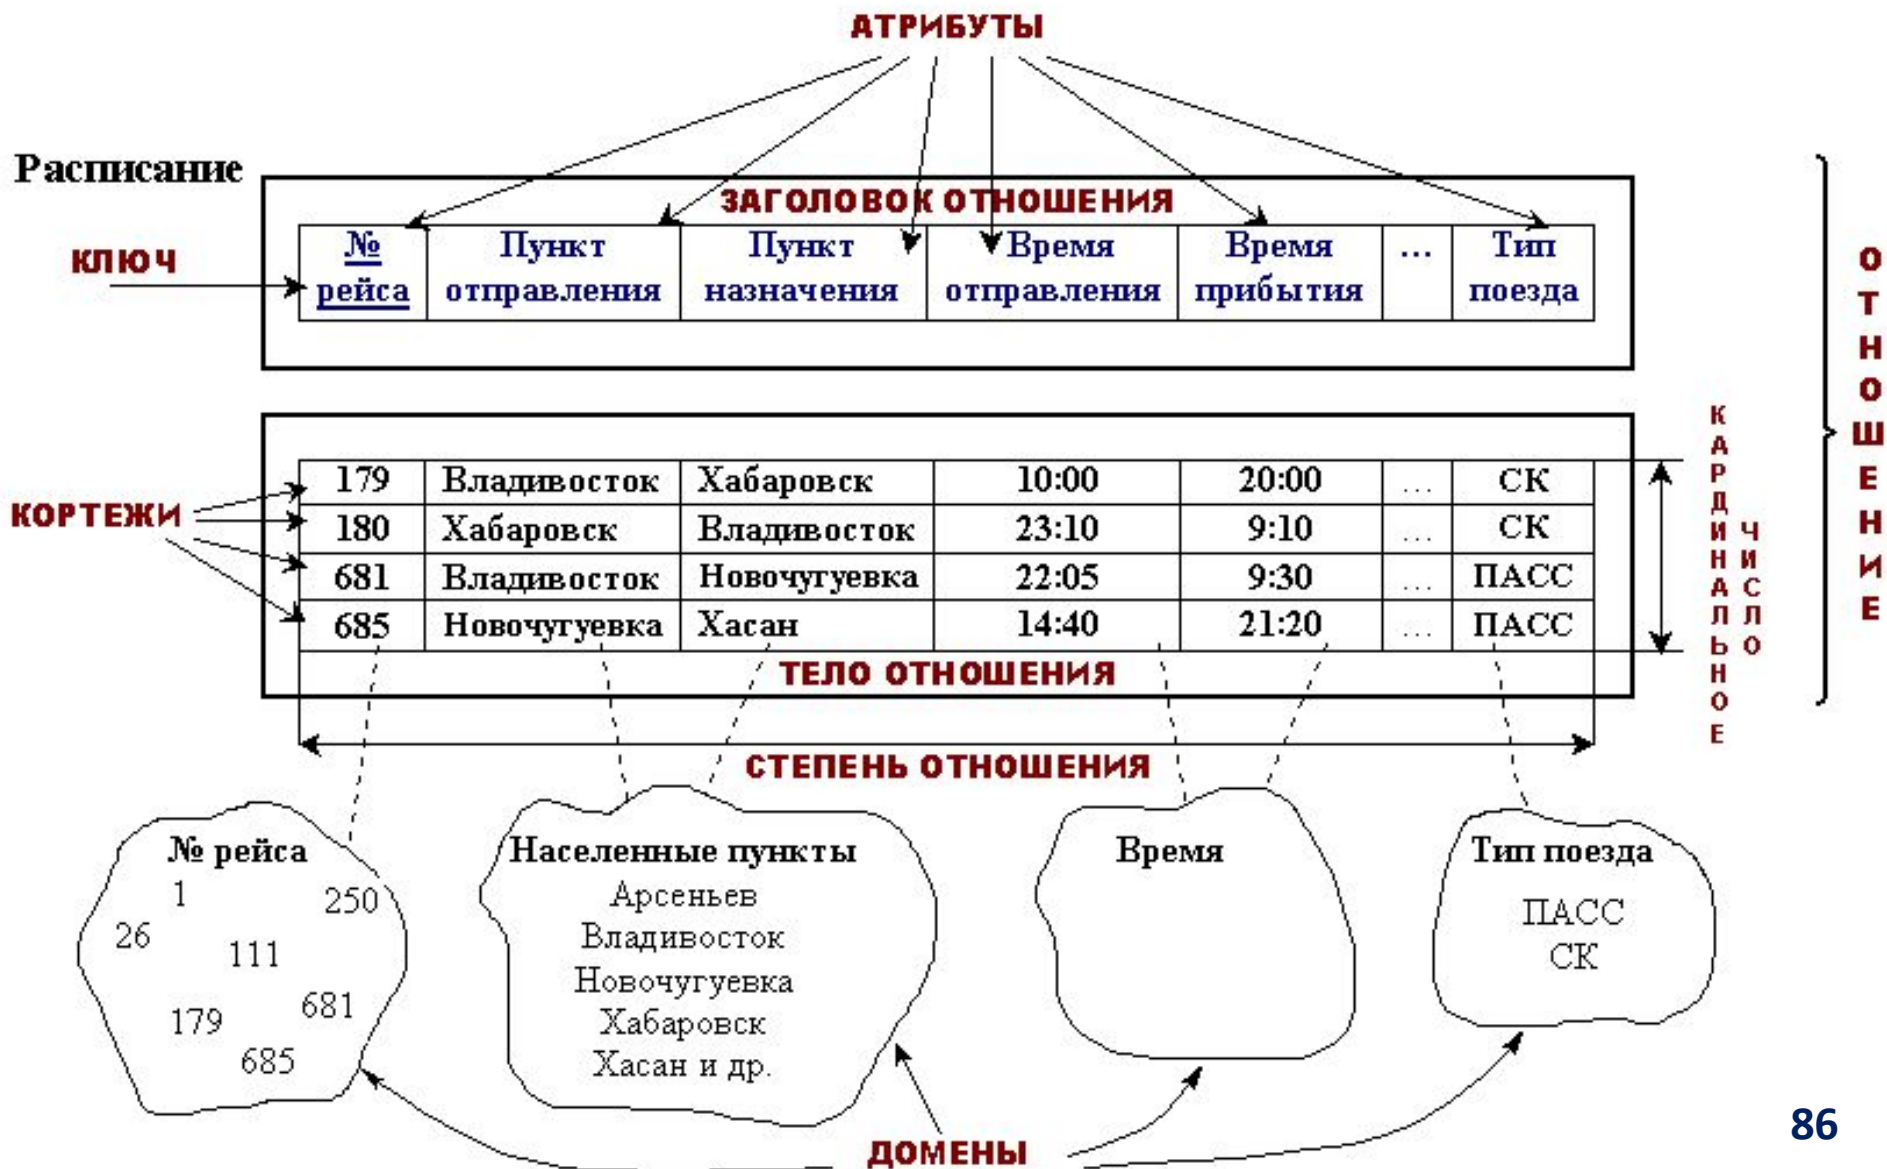 АТРИБУТЫ
Расписание
ЗАГОЛОВОК ОТНОШЕНИЯ
КЛЮЧ
№ Пункт Пункт Время Время ... Тип
рейса отправления назначения отправления прибытия поезда
ОТНОШЕНИЕ
КАРДИНАЛЬНОЕ
ЧИСЛО
КОРТЕЖИ
179 Владивосток Хабаровск 10:00 20:00 ... СК
180 Хабаровск Владивосток 23:10 9:10 ... СК
681 Владивосток Новочугуевка 22:05 9:30 ... ПАСС
685 Новочугуевка Хасан 14:40 21:20 ... ПАСС
ТЕЛО ОТНОШЕНИЯ
СТЕПЕНЬ ОТНОШЕНИЯ
№ рейса
1
250
26
111
681
179
685
Населенные пункты
Арсеньев
Владивосток
Новочугуевка
Хабаровск
Хасан и др.
Время
Тип поезда
ПАСС
СК
ДОМЕНЫ
86